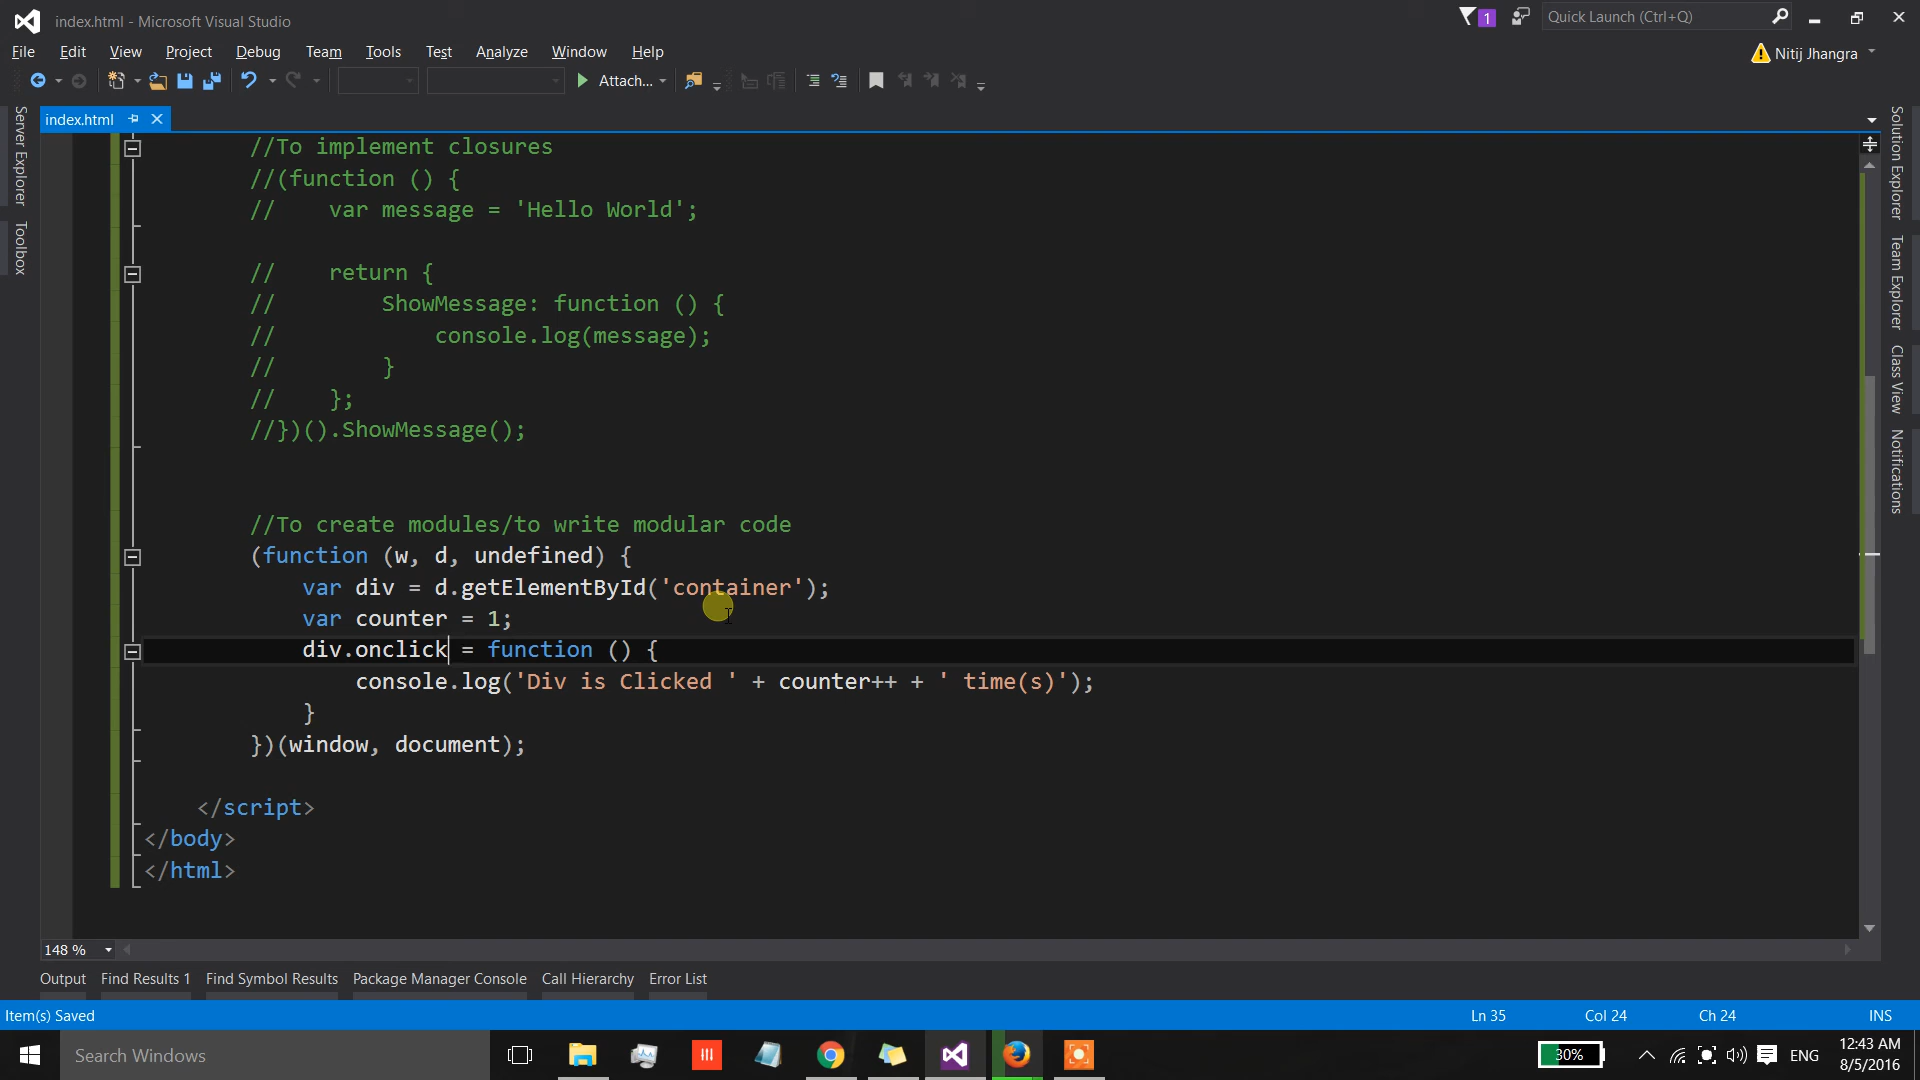 index.html - Microsoft Visual Studio
1
Quick Launch (Ctrl+Q)
File Edit View Project Debug Team Tools Test Analyze Window Help
Nitij Jhangra
Attach...
Server Explorer
Toolbox
index.html
//To implement closures
//(function () {
//    var message = 'Hello World';
//    return {
//        ShowMessage: function () {
//            console.log(message);
//        }
//    };
//})().ShowMessage();
//To create modules/to write modular code
(function (w, d, undefined) {
var div = d.getElementById('container');
var counter = 1;
div.onclick = function () {
console.log('Div is Clicked ' + counter++ + ' time(s)');
}
})(window, document);
</script>
</body>
</html>
Solution Explorer
Team Explorer
Class View
Notifications
148 %
Output Find Results 1 Find Symbol Results Package Manager Console Call Hierarchy Error List
Item(s) Saved Ln 35 Col 24 Ch 24 INS
Search Windows
30%
ENG
12:43 AM
8/5/2016